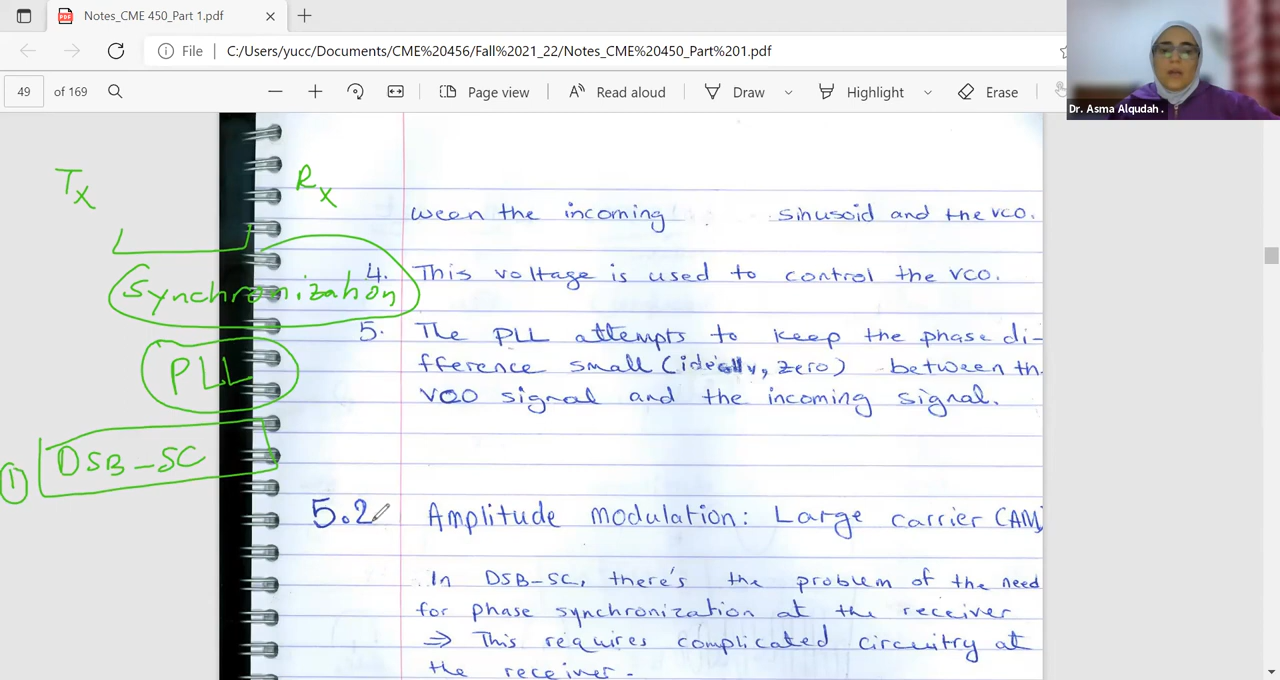 Notes_CME 450_Part 1.pdf
File
C:/Users/yucc/Documents/CME%20456/Fall%2021_22/Notes_CME%20450_Part%201.pdf
49 of 169
Page view
Read aloud
Draw
Highlight
Erase
Dr. Asma Alqudah .
Tx
Rx
Synchronization
PLL
1 DSB-SC
ween the incoming sinusoid and the VCO.
4. This voltage is used to control the VCO.
5. The PLL attempts to keep the phase di-
fference small (ideally, zero) between th
VCO signal and the incoming signal.
5.2 Amplitude modulation: Large carrier (AM)
In DSB-SC, there's the problem of the need
for phase synchronization at the receiver
⇒ This requires complicated circuitry at
the receiver.